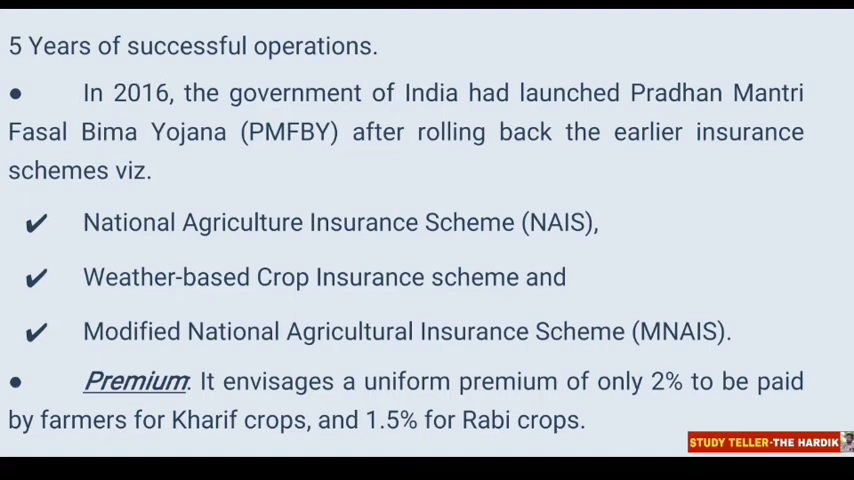 5 Years of successful operations.
● In 2016, the government of India had launched Pradhan Mantri
Fasal Bima Yojana (PMFBY) after rolling back the earlier insurance
schemes viz.
✔ National Agriculture Insurance Scheme (NAIS),
✔ Weather-based Crop Insurance scheme and
✔ Modified National Agricultural Insurance Scheme (MNAIS).
● Premium: It envisages a uniform premium of only 2% to be paid
by farmers for Kharif crops, and 1.5% for Rabi crops.
STUDY TELLER-THE HARDIK